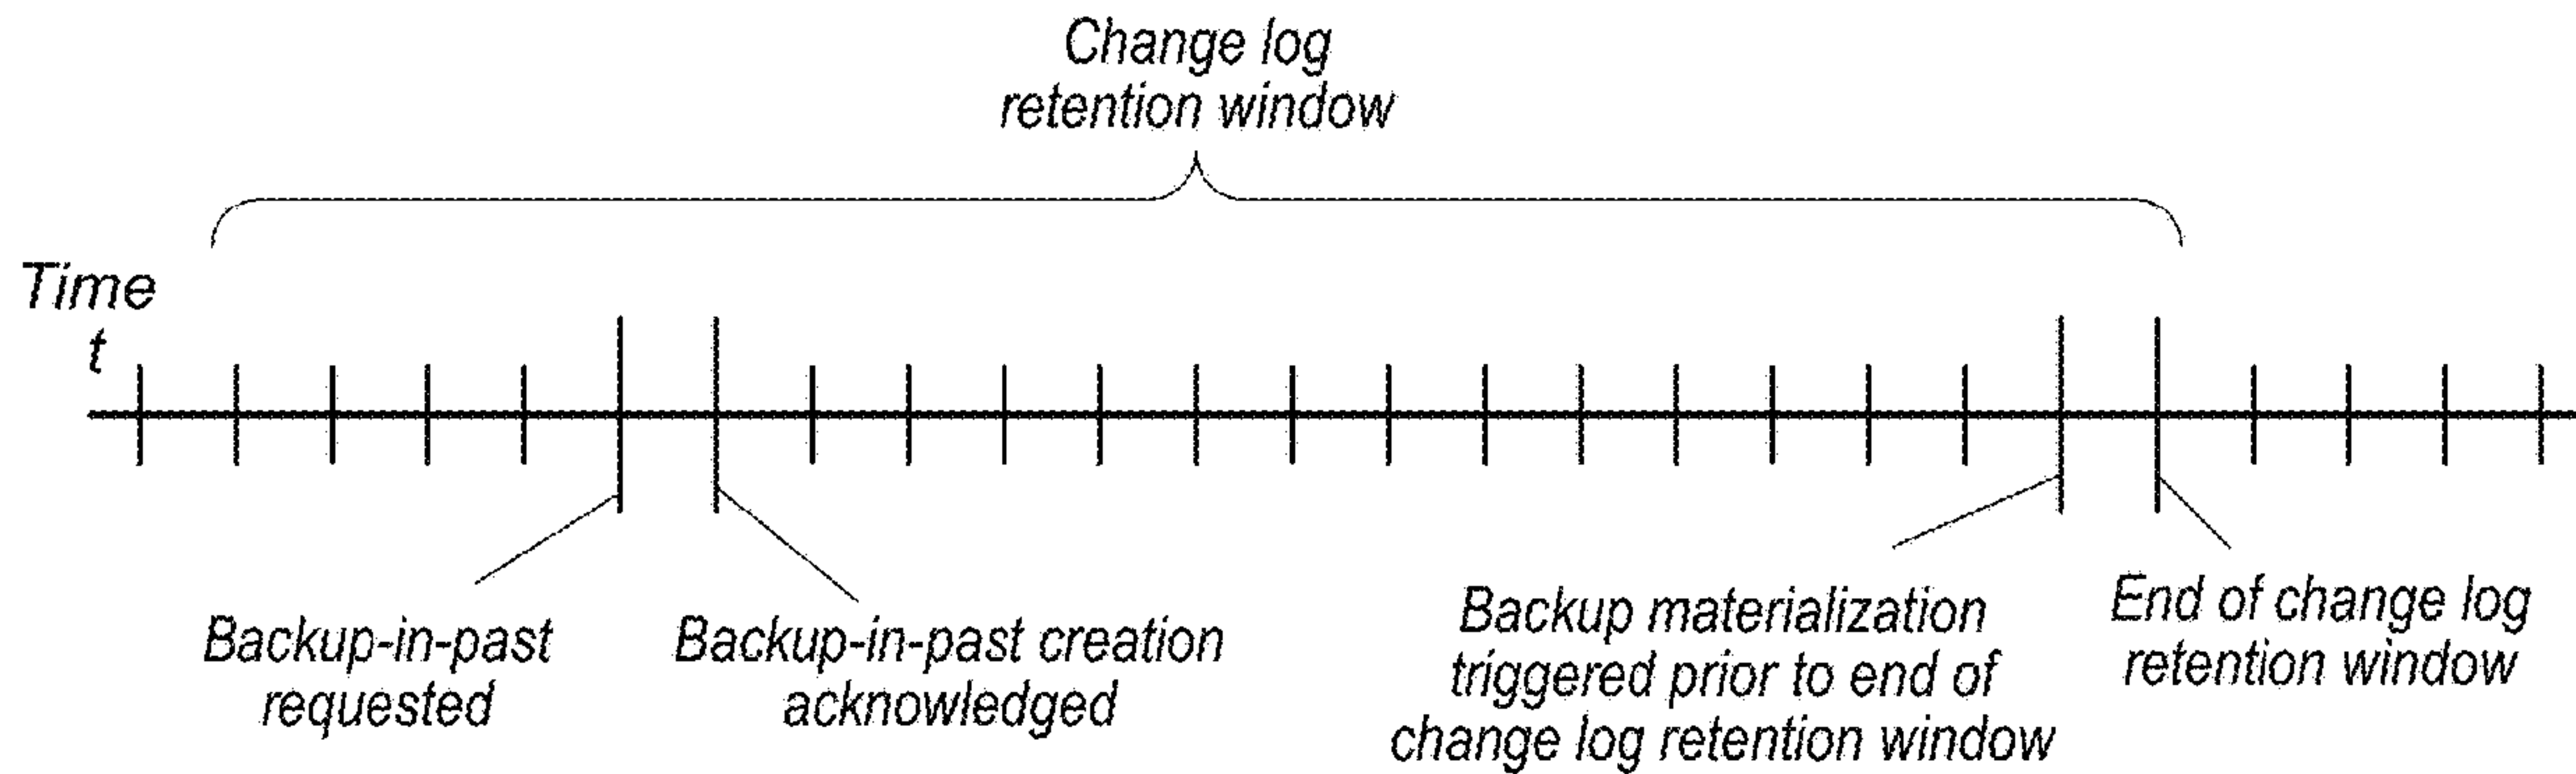 Change log
retention window
Time
t
Backup-in-past
requested
Backup-in-past creation
acknowledged
Backup materialization
triggered prior to end of
change log retention window
End of change log
retention window